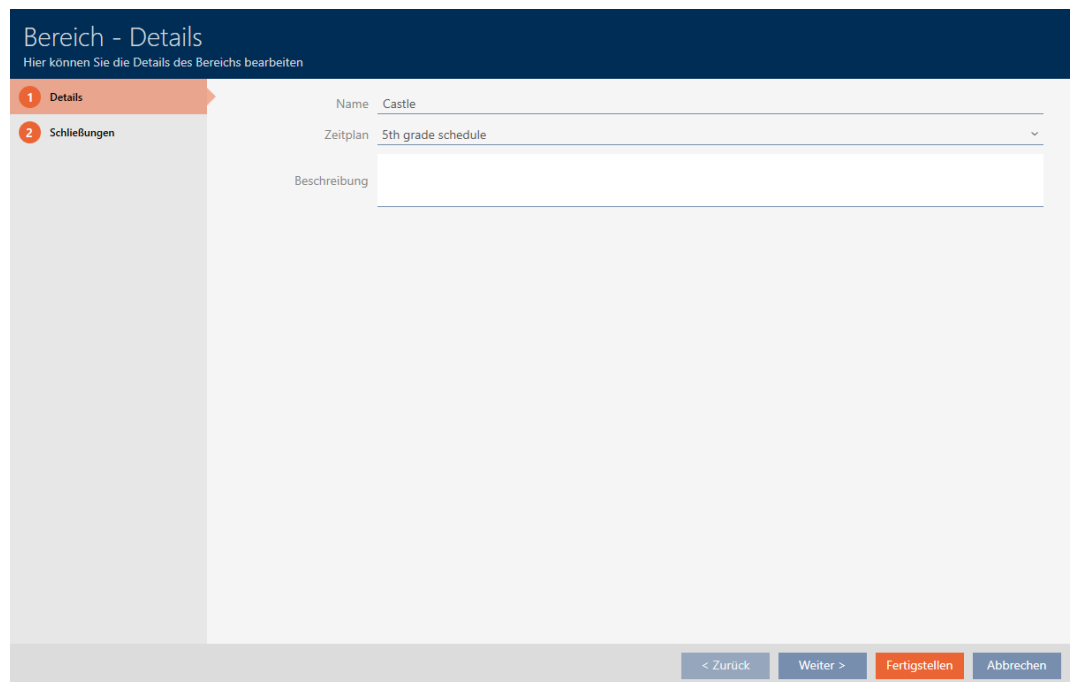 Bereich - Details
Hier können Sie die Details des Bereichs bearbeiten
1 Details
2 Schließungen
Name Castle
Zeitplan 5th grade schedule
Beschreibung
< Zurück Weiter > Fertigstellen Abbrechen